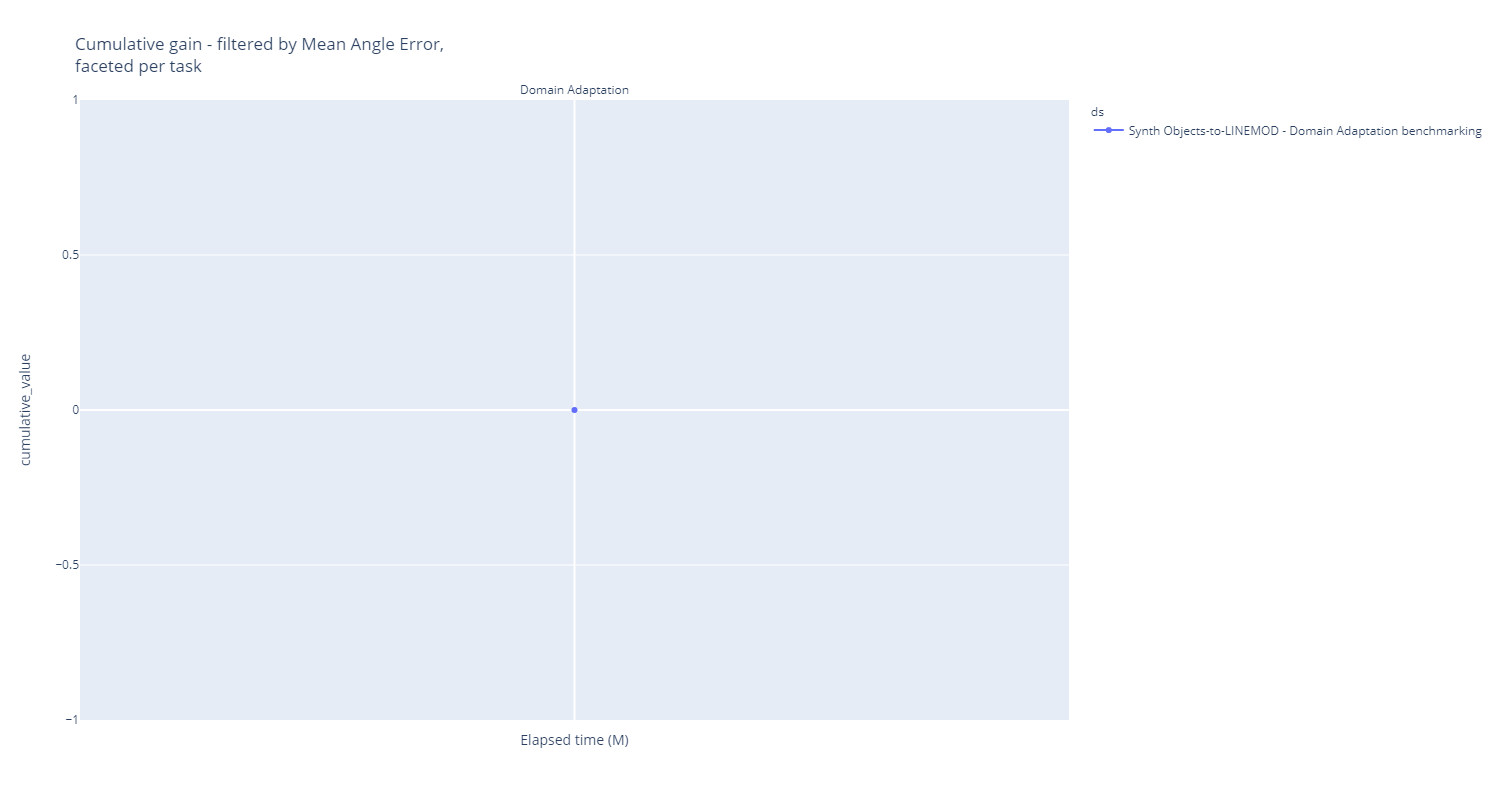 Cumulative gain - filtered by Mean Angle Error,
faceted per task
Domain Adaptation
1
0.5
0
−0.5
−1
cumulative_value
Elapsed time (M)
ds
Synth Objects-to-LINEMOD - Domain Adaptation benchmarking